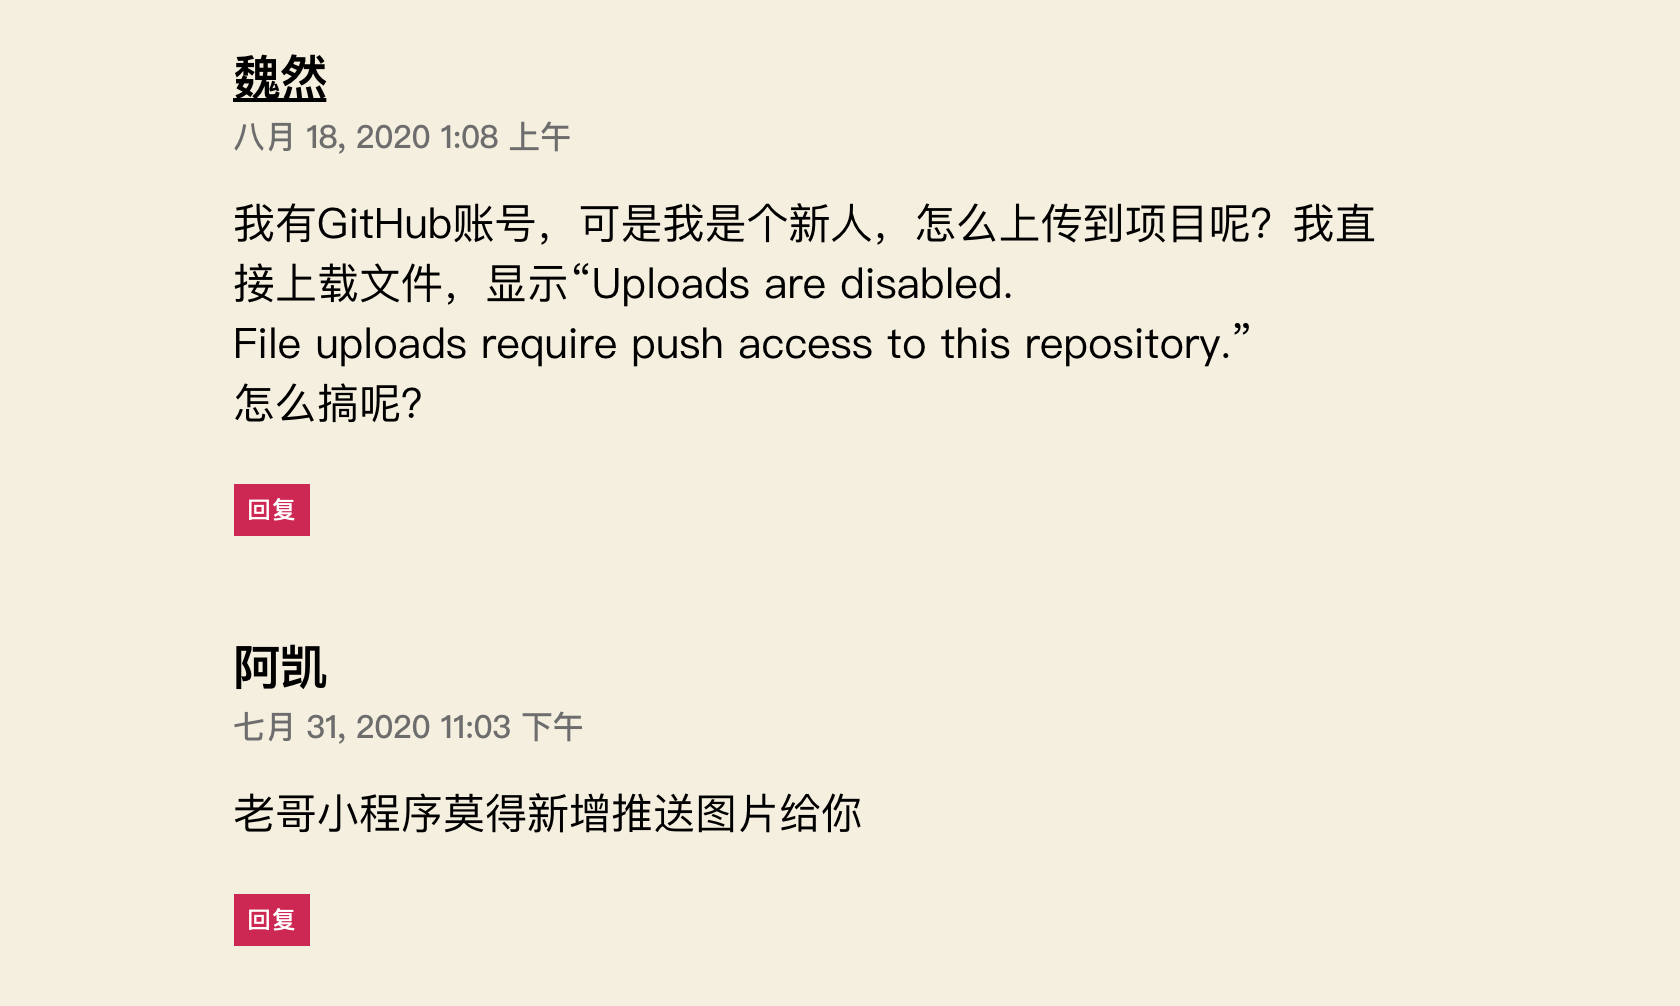 魏然
八月 18, 2020 1:08 上午
我有GitHub账号，可是我是个新人，怎么上传到项目呢？我直
接上载文件，显示“Uploads are disabled.
File uploads require push access to this repository.”
怎么搞呢？
回复
阿凯
七月 31, 2020 11:03 下午
老哥小程序莫得新增推送图片给你
回复